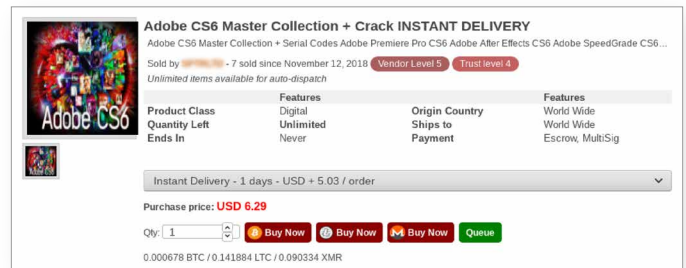 Adobe CS6 Master Collection + Crack INSTANT DELIVERY
Adobe CS6 Master Collection + Serial Codes Adobe Premiere Pro CS6 Adobe After Effects CS6 Adobe SpeedGrade CS6...
Sold by - 7 sold since November 12, 2018 Vendor Level 5 Trust level 4
Unlimited items available for auto-dispatch
Adobe CS6
Features Features
Product Class Digital Origin Country World Wide
Quantity Left Unlimited Ships to World Wide
Ends In Never Payment Escrow, MultiSig
Instant Delivery - 1 days - USD + 5.03 / order
Purchase price: USD 6.29
Qty: 1 Buy Now Buy Now Buy Now Queue
0.000678 BTC / 0.141884 LTC / 0.090334 XMR